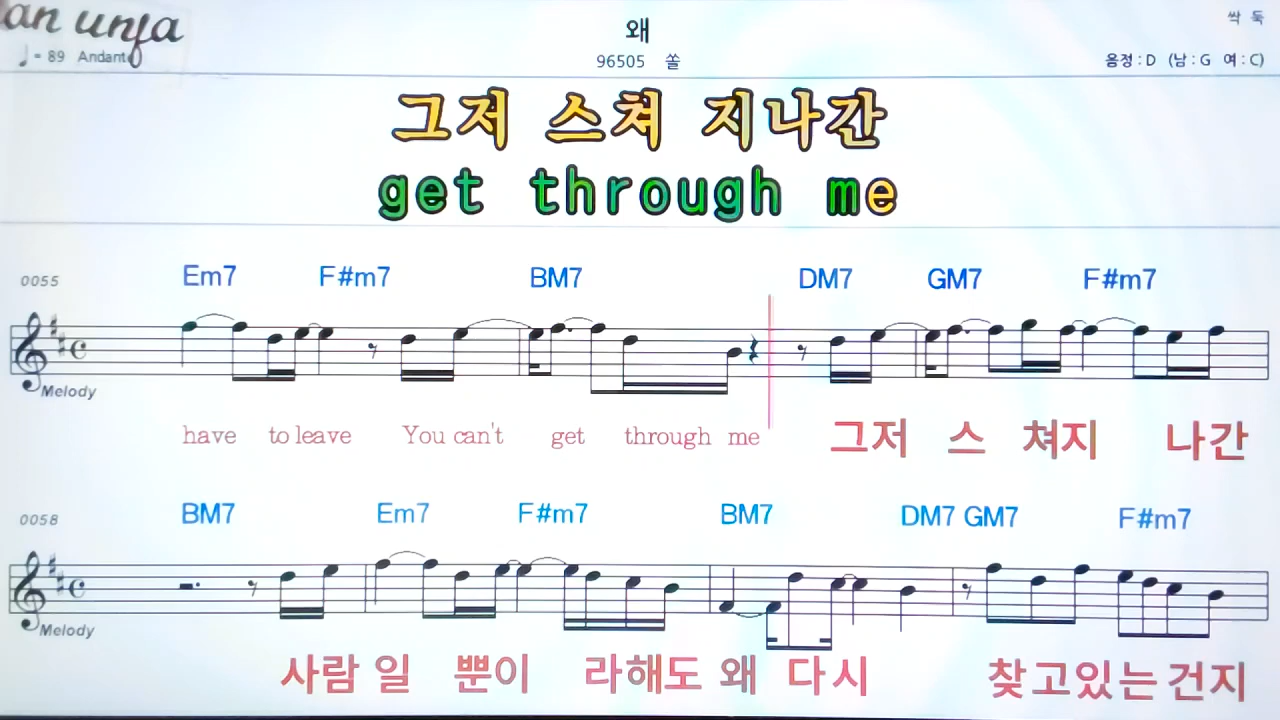 an unfa
왜
싹 둑
♩= 89 Andante
96505 쏠
음정 : D (남 : G 여 : C)
그저 스쳐 지나간
get through me
0055
Em7 F#m7 BM7 DM7 GM7 F#m7
Melody
have to leave You can't get through me 그저 스 쳐지 나간
0058
BM7 Em7 F#m7 BM7 DM7 GM7 F#m7
Melody
사람 일 뿐이 라해도 왜 다시 찾고있는건지